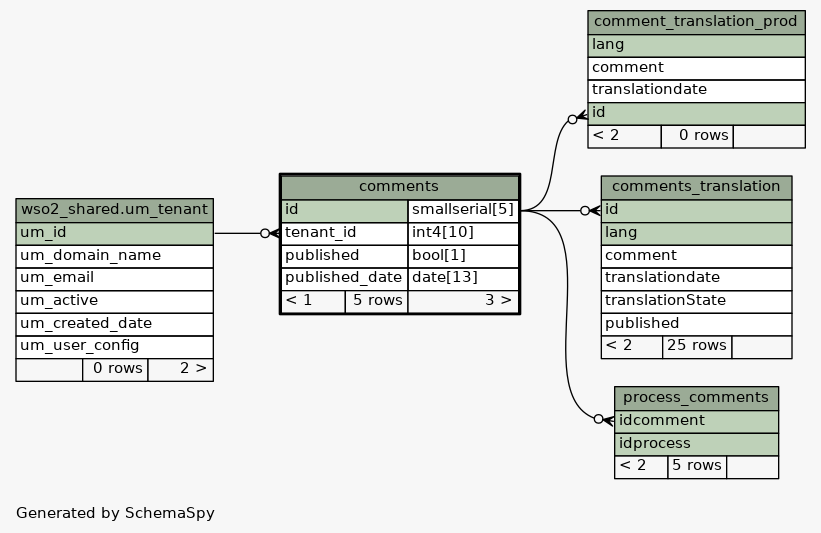 comment_translation_prod
lang
comment
translationdate
id
< 2 0 rows
comments
id smallserial[5]
tenant_id int4[10]
published bool[1]
published_date date[13]
< 1 5 rows 3 >
comments_translation
id
lang
comment
translationdate
translationState
published
< 2 25 rows
wso2_shared.um_tenant
um_id
um_domain_name
um_email
um_active
um_created_date
um_user_config
0 rows 2 >
process_comments
idcomment
idprocess
< 2 5 rows
Generated by SchemaSpy